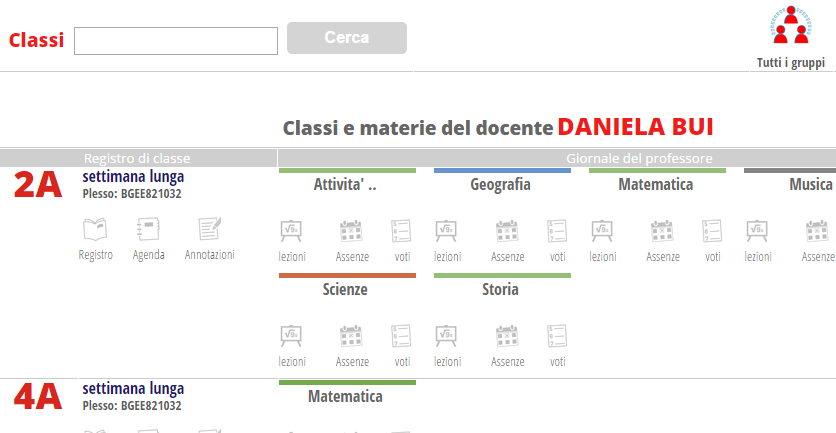 Classi
Cerca
Tutti i gruppi
Classi e materie del docente DANIELA BUI
Registro di classe
Giornale del professore
2A
settimana lunga
Plesso: BGEE821032
Registro
Agenda
Annotazioni
Attivita' ..
Geografia
Matematica
Musica
lezioni Assenze voti
lezioni Assenze voti
lezioni Assenze voti
lezioni Assenze
Scienze
Storia
lezioni Assenze voti
lezioni Assenze voti
4A
settimana lunga
Plesso: BGEE821032
Matematica